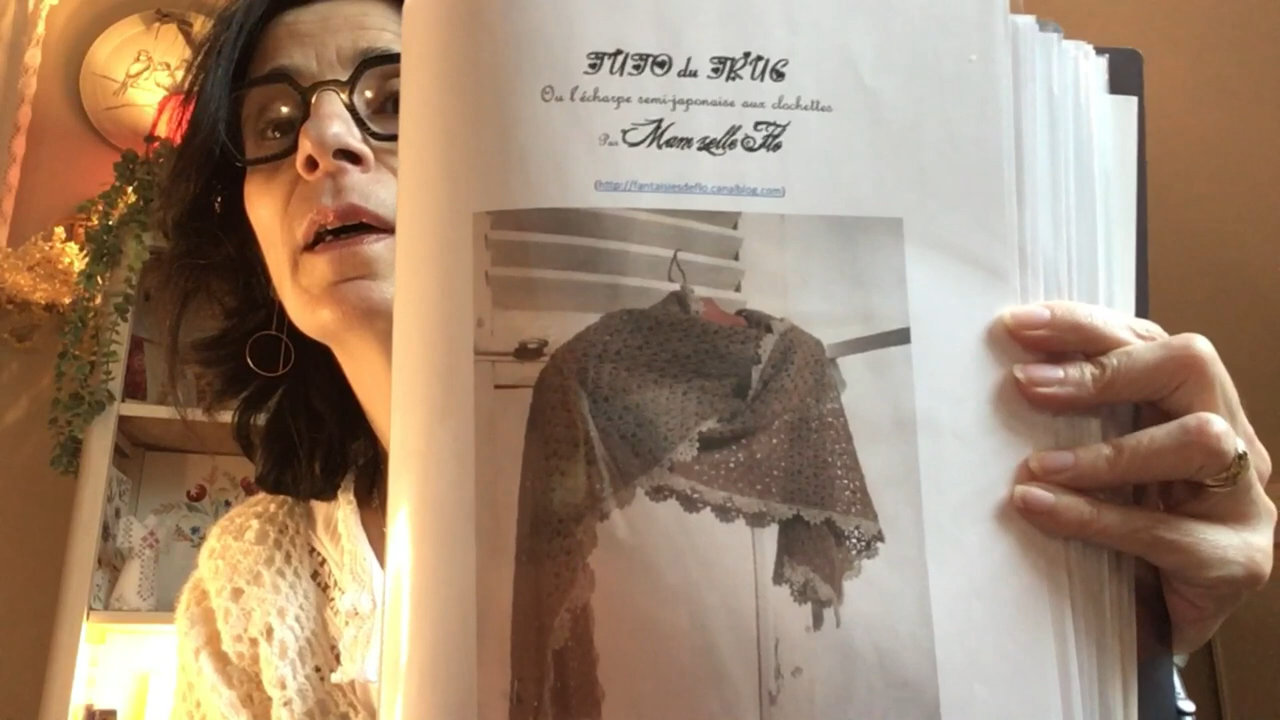 TUTO du TRUC
Ou l'écharpe semi-japonaise aux clochettes
Par Mam'zelle Flo
(http://fantaisiesdeflo.canalblog.com)